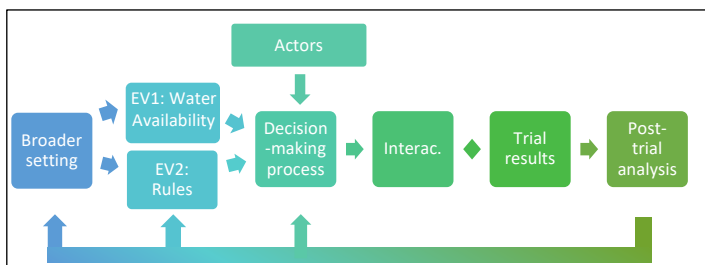 Actors
EV1: Water
Availability
Broader
setting
EV2:
Rules
Decision
-making
process
Interac.
Trial
results
Post-
trial
analysis